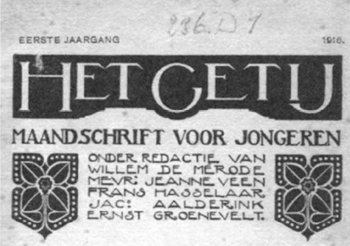 236.D 1
EERSTE JAARGANG 1916.
HET GETIJ
MAANDSCHRIFT VOOR JONGEREN
ONDER REDACTIE VAN
WILLEM DE MÉRODE
MEVR: JEANNE VEEN
FRANS HASSELAAR
JAC: AALDERINK
ERNST GROENEVELT.